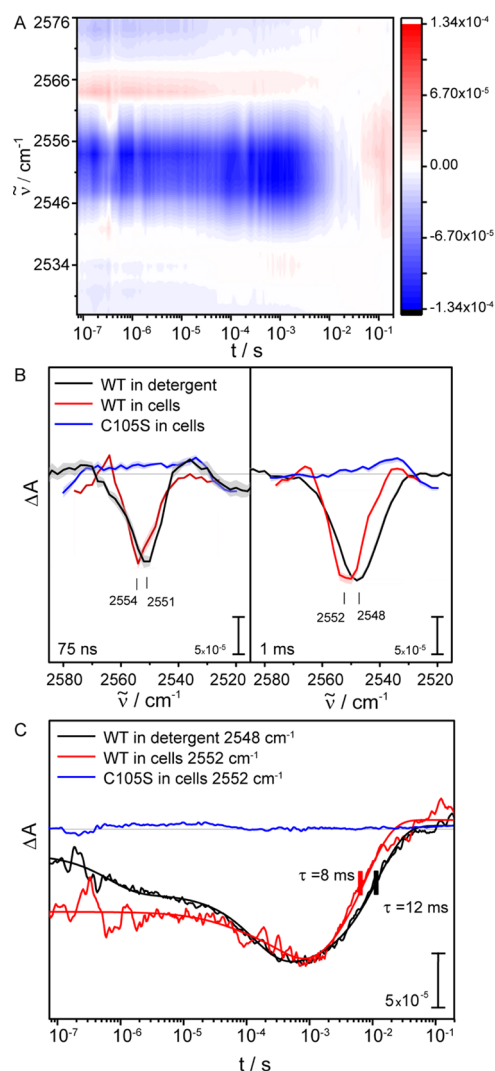 A
2576
2566
2556
2546
2534
ν̃ / cm⁻¹
10⁻⁷ 10⁻⁶ 10⁻⁵ 10⁻⁴ 10⁻³ 10⁻² 10⁻¹
t / s
1.34x10⁻⁴
6.70x10⁻⁵
0.00
-6.70x10⁻⁵
-1.34x10⁻⁴
B
WT in detergent
WT in cells
C105S in cells
ΔA
2554 2551
75 ns
5x10⁻⁵
2552 2548
1 ms
5x10⁻⁵
2580 2560 2540 2520 2580 2560 2540 2520
ν̃ / cm⁻¹ ν̃ / cm⁻¹
C
WT in detergent 2548 cm⁻¹
WT in cells 2552 cm⁻¹
C105S in cells 2552 cm⁻¹
ΔA
τ =8 ms
τ =12 ms
5x10⁻⁵
10⁻⁷ 10⁻⁶ 10⁻⁵ 10⁻⁴ 10⁻³ 10⁻² 10⁻¹
t / s